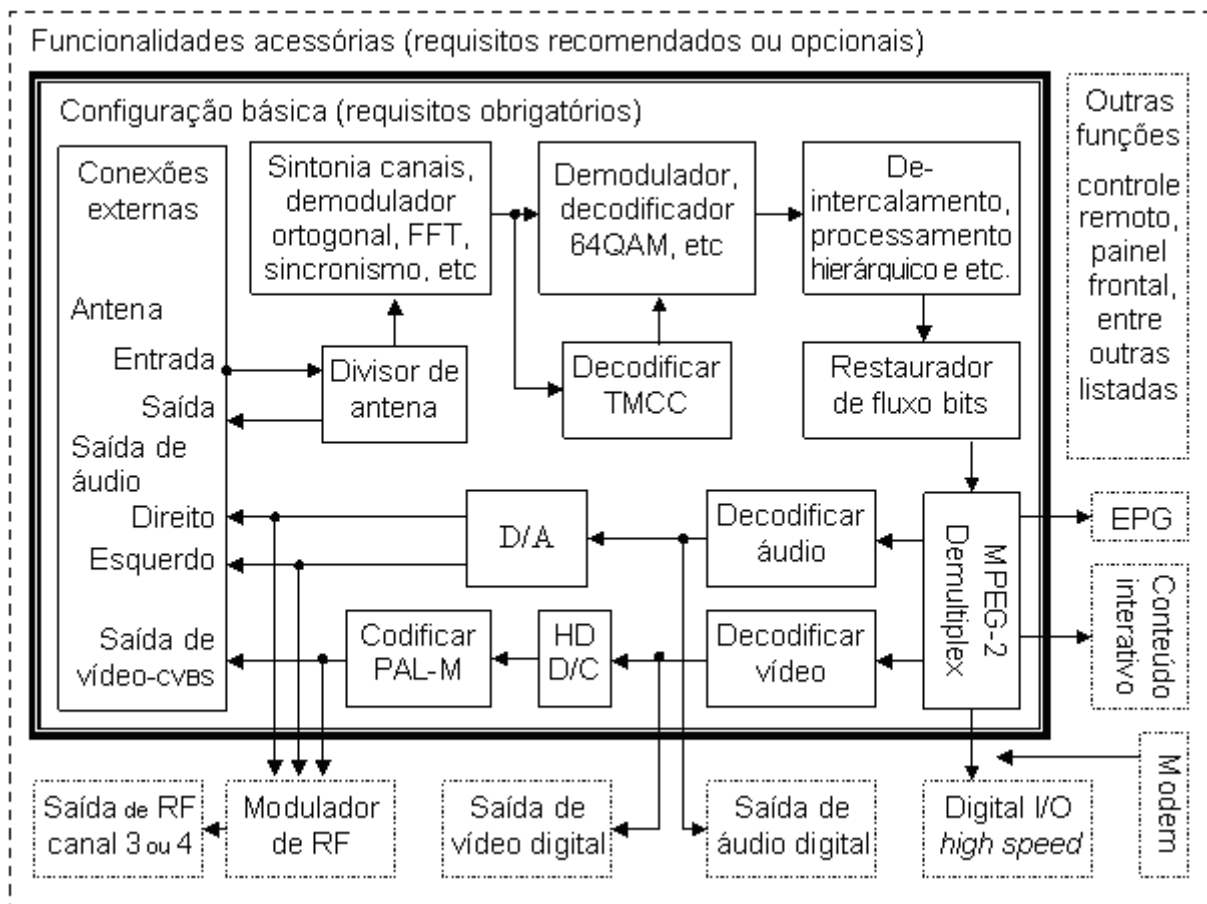 Funcionalidades acessórias (requisitos recomendados ou opcionais)
Configuração básica (requisitos obrigatórios)
Conexões
externas
Antena
Entrada
Saída
Saída de
áudio
Direito
Esquerdo
Saída de
vídeo-CVBS
Sintonia canais,
demodulador
ortogonal, FFT,
sincronismo, etc
Demodulador,
decodificador
64QAM, etc
De-
intercalamento,
processamento
hierárquico e etc.
Divisor de
antena
Decodificar
TMCC
Restaurador
de fluxo bits
D/A
Decodificar
áudio
MPEG-2
Demultiplex
Codificar
PAL-M
HD
D/C
Decodificar
vídeo
Outras
funções
controle
remoto,
painel
frontal,
entre
outras
listadas
EPG
Conteúdo
interativo
Modem
Saída de RF
canal 3 ou 4
Modulador
de RF
Saída de
vídeo digital
Saída de
áudio digital
Digital I/O
high speed